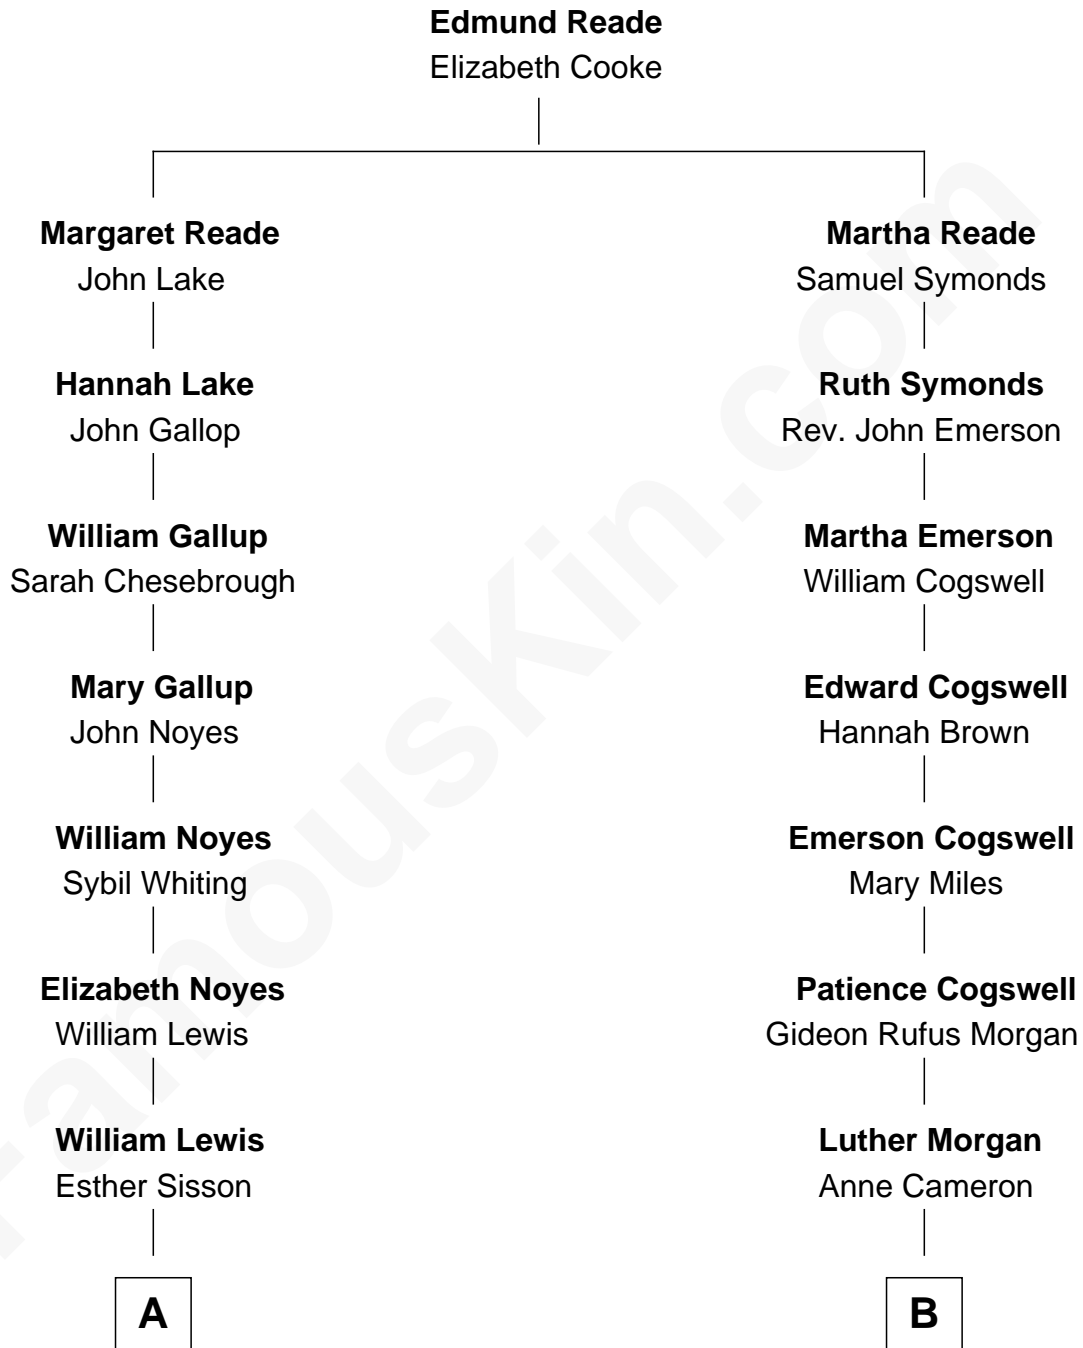 Edmund Reade
Elizabeth Cooke
Margaret Reade
John Lake
Hannah Lake
John Gallop
William Gallup
Sarah Chesebrough
Mary Gallup
John Noyes
William Noyes
Sybil Whiting
Elizabeth Noyes
William Lewis
William Lewis
Esther Sisson
A
Martha Reade
Samuel Symonds
Ruth Symonds
Rev. John Emerson
Martha Emerson
William Cogswell
Edward Cogswell
Hannah Brown
Emerson Cogswell
Mary Miles
Patience Cogswell
Gideon Rufus Morgan
Luther Morgan
Anne Cameron
B
FamousKin.com